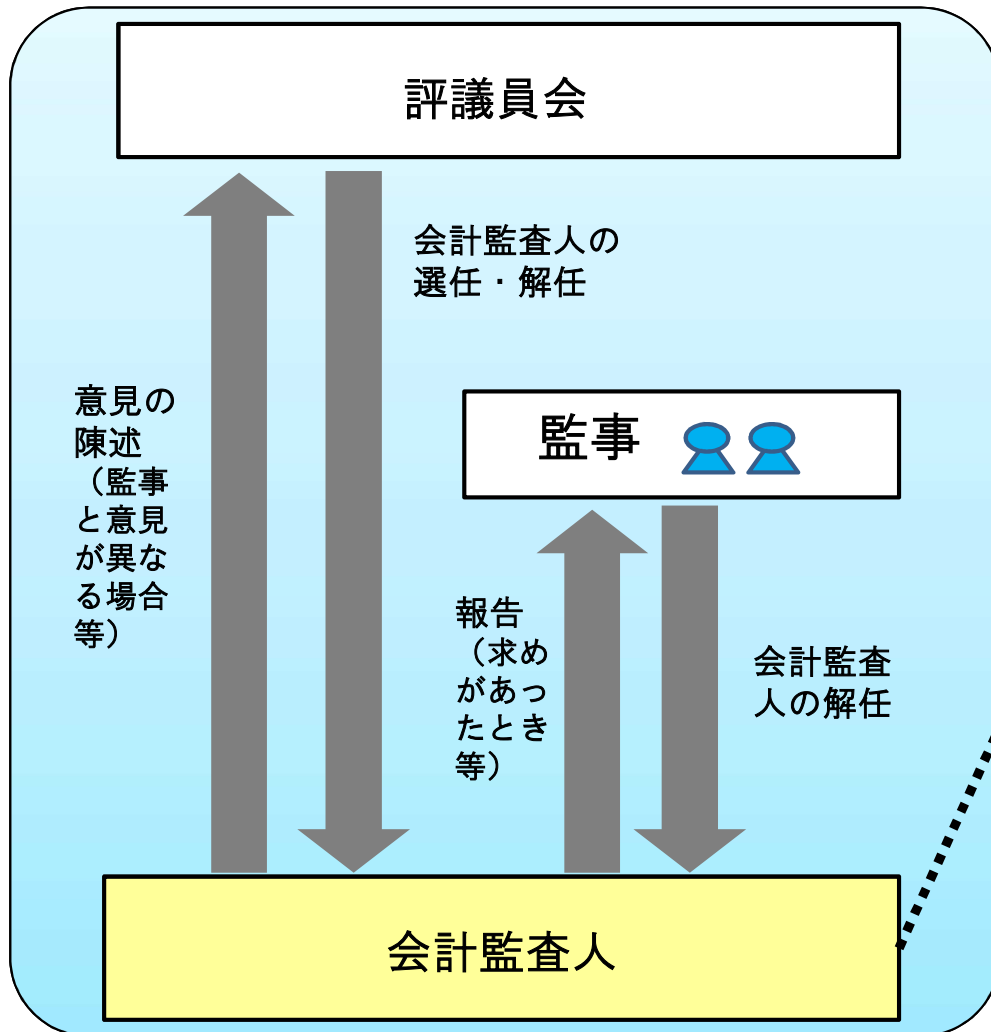 評議員会
会計監査人の
選任・解任
意見の
陳述
（監事
と意見
が異な
る場合
等）
監事
報告
（求め
があっ
たとき
等）
会計監査
人の解任
会計監査人